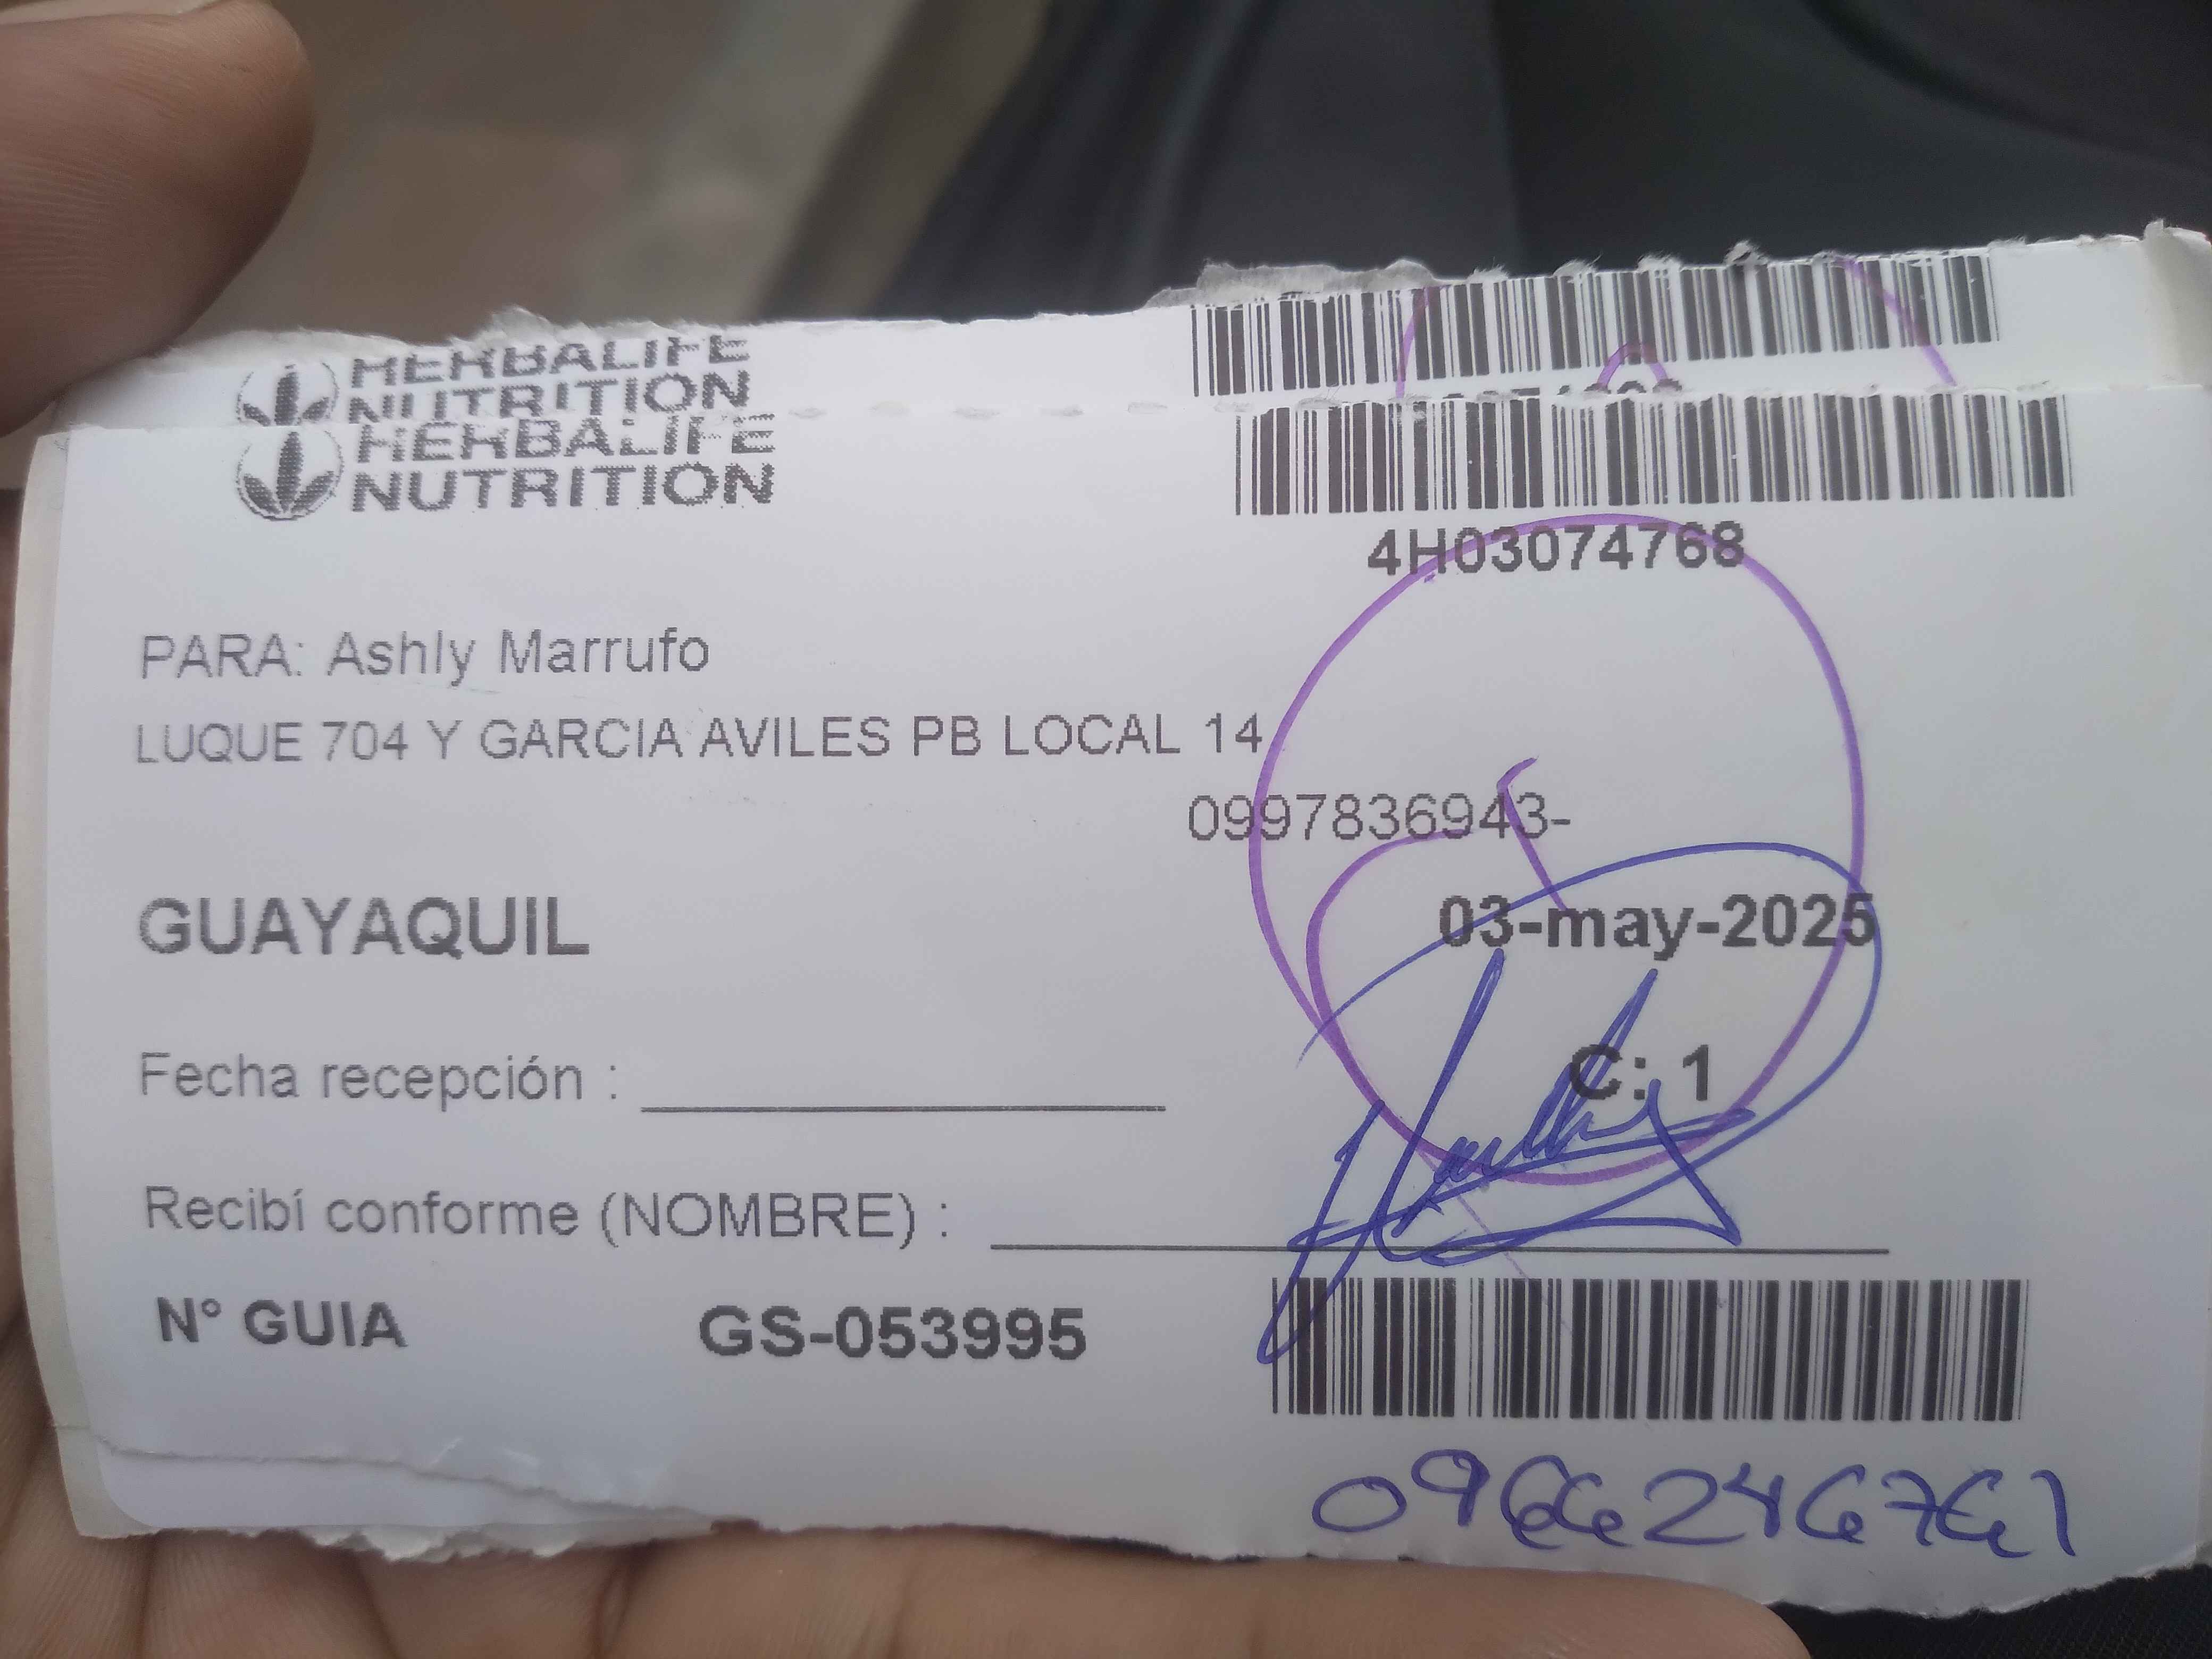 HERBALIFE
NUTRITION
HERBALIFE
NUTRITION
4H03074768
PARA: Ashly Marrufo
LUQUE 704 Y GARCIA AVILES PB LOCAL 14
0997836943-
GUAYAQUIL
03-may-2025
Fecha recepción :
C: 1
Recibí conforme (NOMBRE) :
N° GUIA GS-053995
0966246761